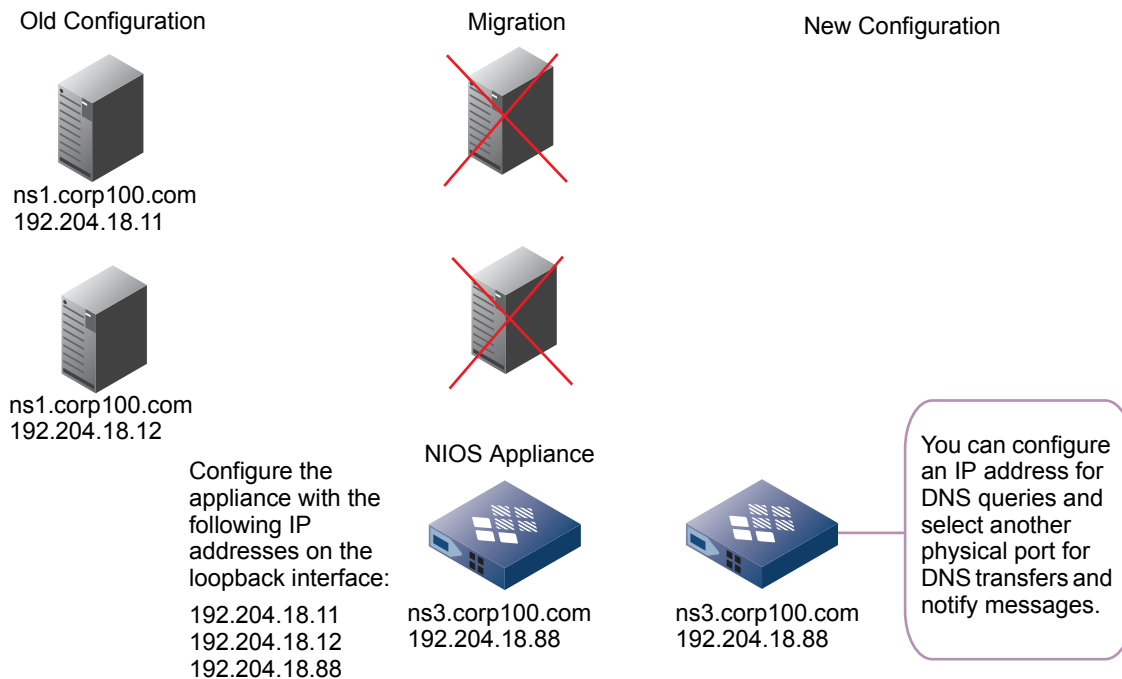 Old Configuration
Migration
New Configuration
ns1.corp100.com
192.204.18.11
ns1.corp100.com
192.204.18.12
Configure the
appliance with the
following IP
addresses on the
loopback interface:
192.204.18.11
192.204.18.12
192.204.18.88
NIOS Appliance
ns3.corp100.com
192.204.18.88
ns3.corp100.com
192.204.18.88
You can configure
an IP address for
DNS queries and
select another
physical port for
DNS transfers and
notify messages.